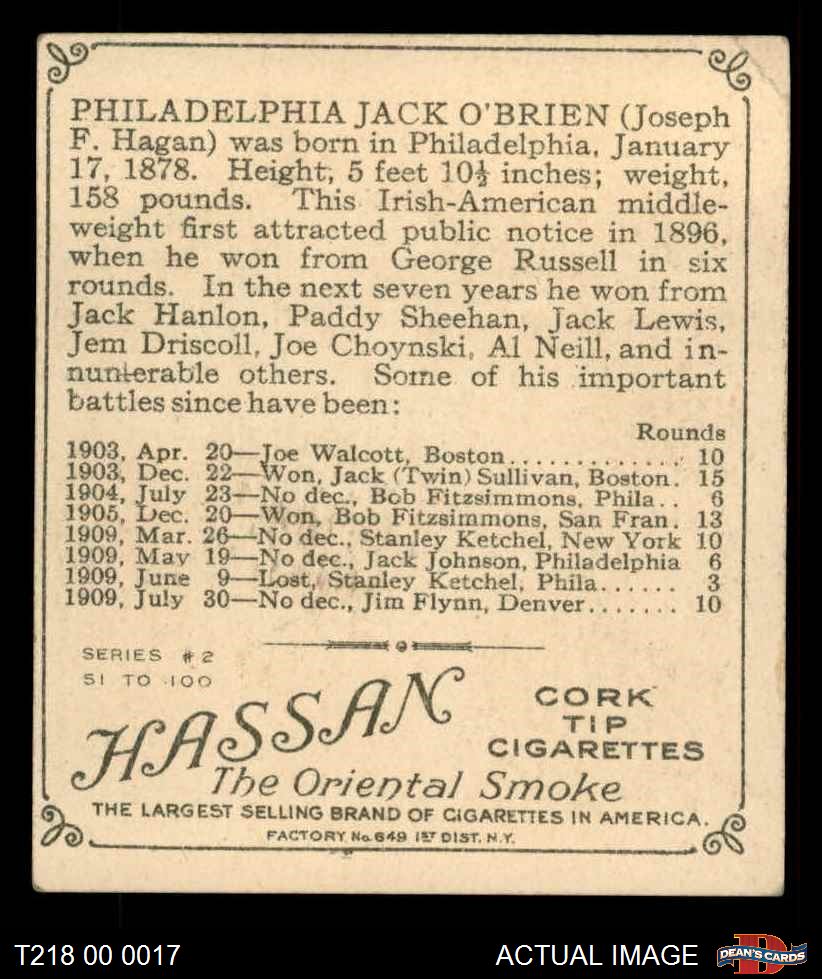 PHILADELPHIA JACK O'BRIEN (Joseph
F. Hagan) was born in Philadelphia, January
17, 1878. Height, 5 feet 10½ inches; weight,
158 pounds. This Irish-American middle-
weight first attracted public notice in 1896,
when he won from George Russell in six
rounds. In the next seven years he won from
Jack Hanlon, Paddy Sheehan, Jack Lewis,
Jem Driscoll, Joe Choynski, Al Neill, and in-
numerable others. Some of his important
battles since have been:
Rounds
1903, Apr. 20—Joe Walcott, Boston............. 10
1903, Dec. 22—Won, Jack (Twin) Sullivan, Boston. 15
1904, July 23—No dec., Bob Fitzsimmons, Phila.. 6
1905, Dec. 20—Won, Bob Fitzsimmons, San Fran. 13
1909, Mar. 26—No dec., Stanley Ketchel, New York 10
1909, May 19—No dec., Jack Johnson, Philadelphia 6
1909, June 9—Lost, Stanley Ketchel, Phila...... 3
1909, July 30—No dec., Jim Flynn, Denver....... 10
SERIES #2
51 TO 100
HASSAN
CORK
TIP
CIGARETTES
The Oriental Smoke
THE LARGEST SELLING BRAND OF CIGARETTES IN AMERICA.
FACTORY No. 649 1ST DIST. N.Y.
T218 00 0017
ACTUAL IMAGE
DEAN'S CARDS